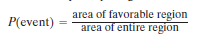 P(event) = area of favorable region / area of entire region